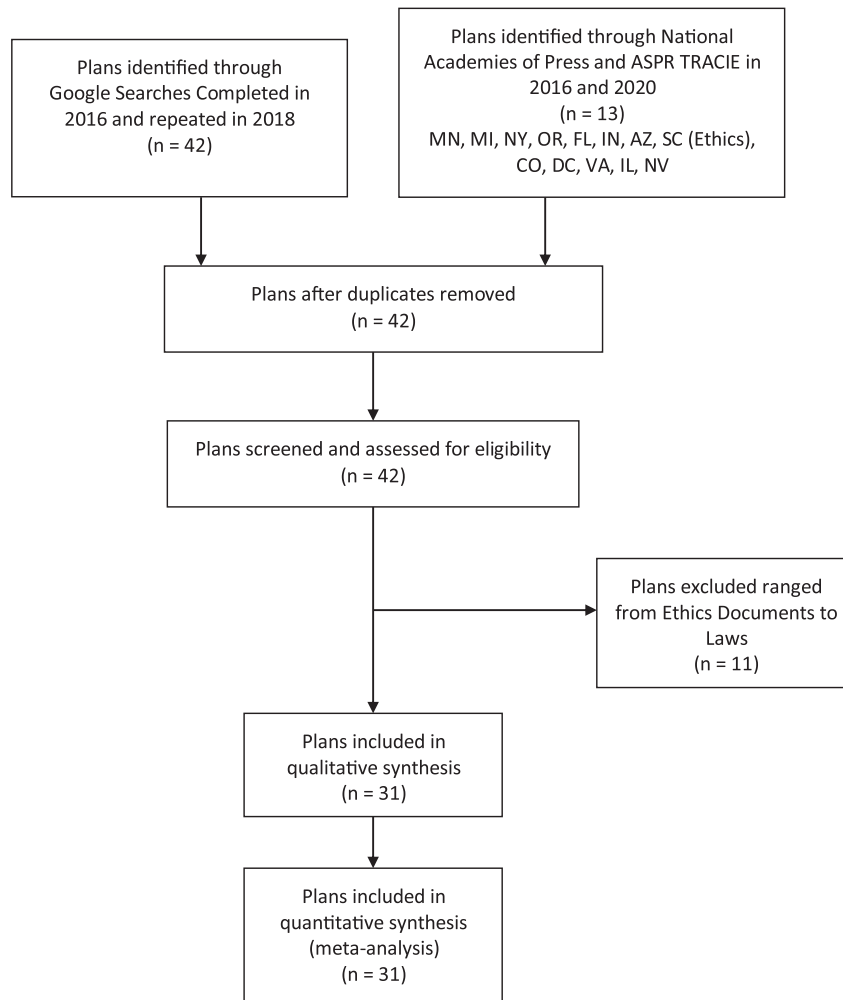 Plans identified through
Google Searches Completed in
2016 and repeated in 2018
(n = 42)
Plans identified through National
Academies of Press and ASPR TRACIE in
2016 and 2020
(n = 13)
MN, MI, NY, OR, FL, IN, AZ, SC (Ethics),
CO, DC, VA, IL, NV
Plans after duplicates removed
(n = 42)
Plans screened and assessed for eligibility
(n = 42)
Plans excluded ranged
from Ethics Documents to
Laws
(n = 11)
Plans included in
qualitative synthesis
(n = 31)
Plans included in
quantitative synthesis
(meta-analysis)
(n = 31)